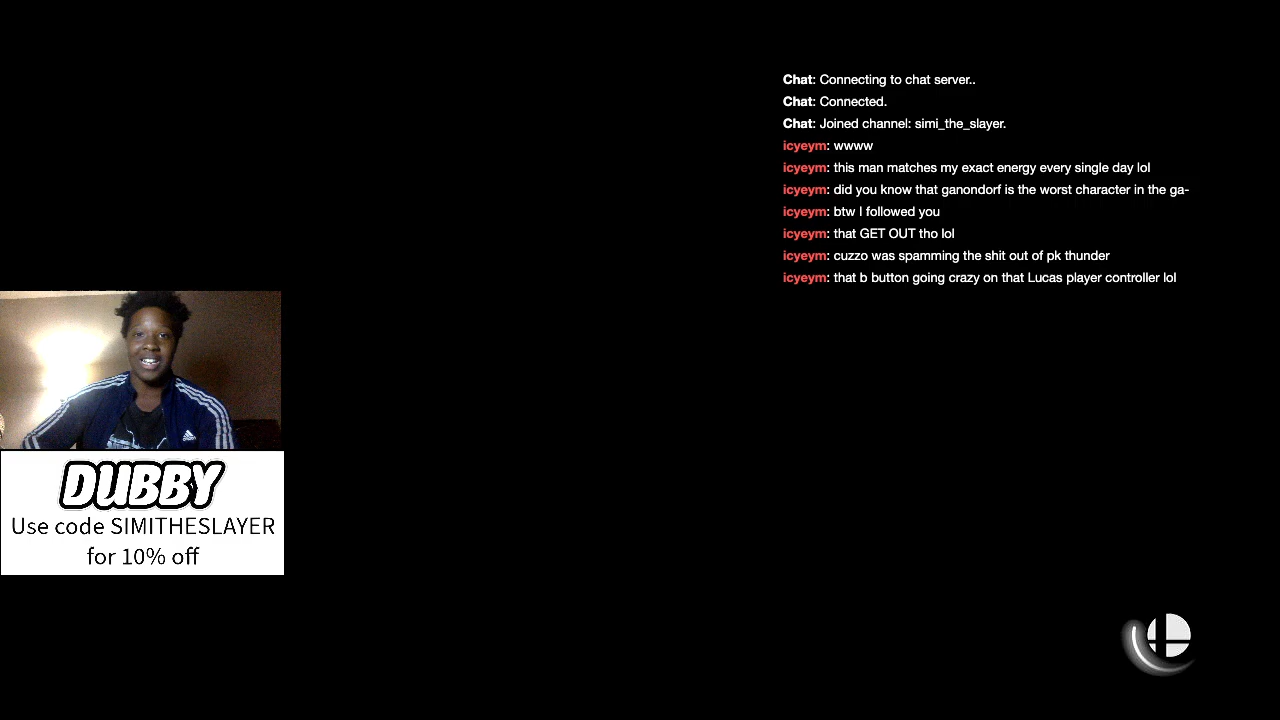 Chat: Connecting to chat server..
Chat: Connected.
Chat: Joined channel: simi_the_slayer.
icyeym: wwww
icyeym: this man matches my exact energy every single day lol
icyeym: did you know that ganondorf is the worst character in the ga-
icyeym: btw I followed you
icyeym: that GET OUT tho lol
icyeym: cuzzo was spamming the shit out of pk thunder
icyeym: that b button going crazy on that Lucas player controller lol
DUBBY
Use code SIMITHESLAYER
for 10% off